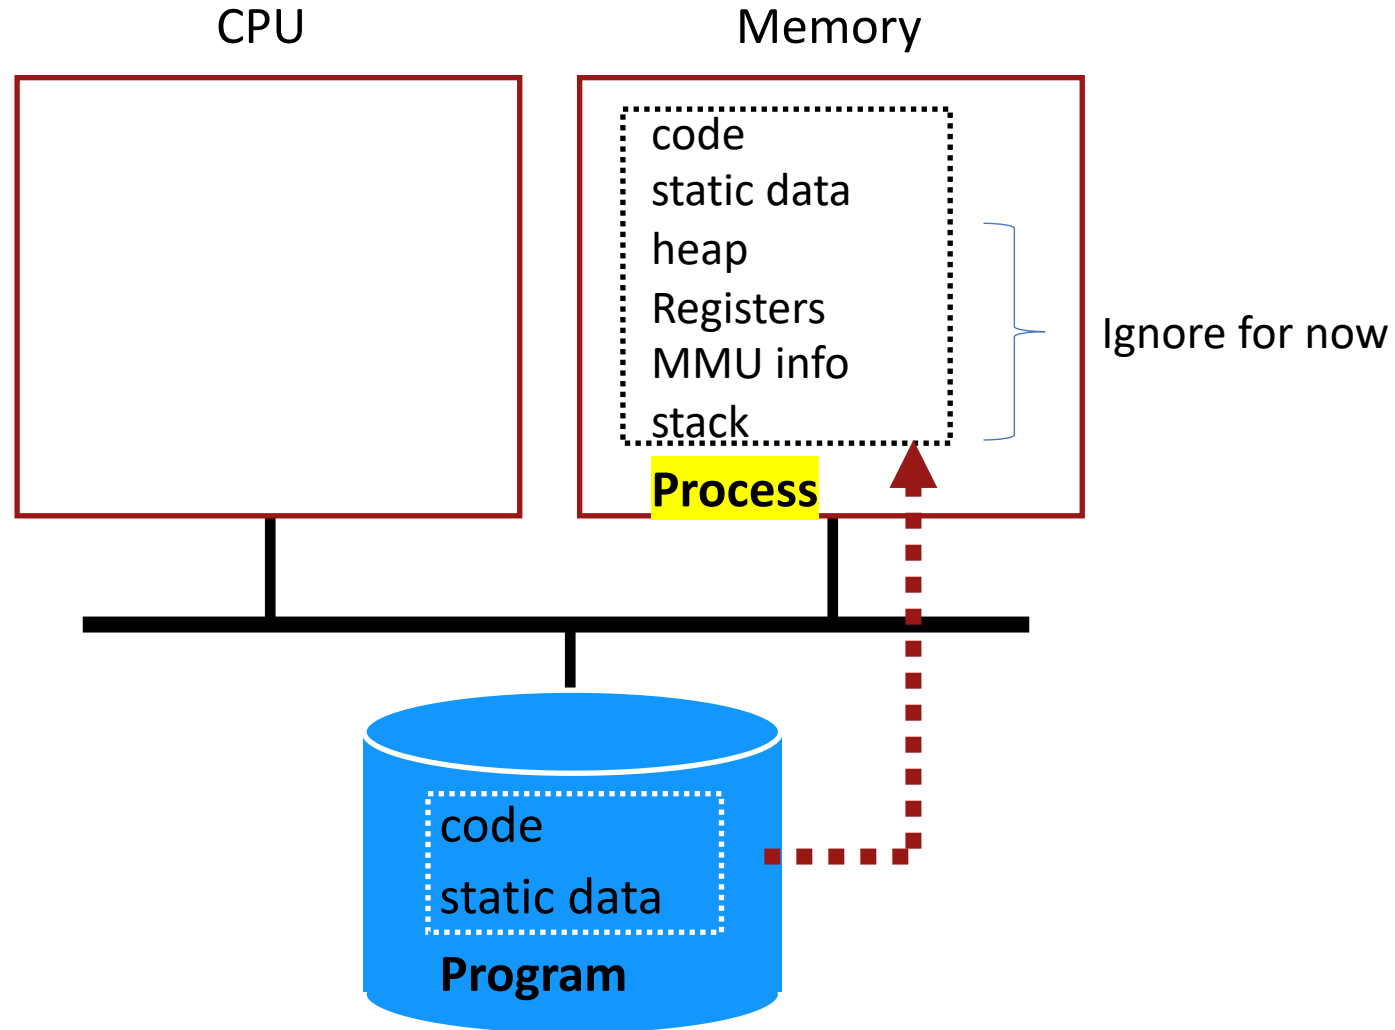 CPU
Memory
code
static data
heap
Registers
MMU info
stack
Process
Ignore for now
code
static data
Program